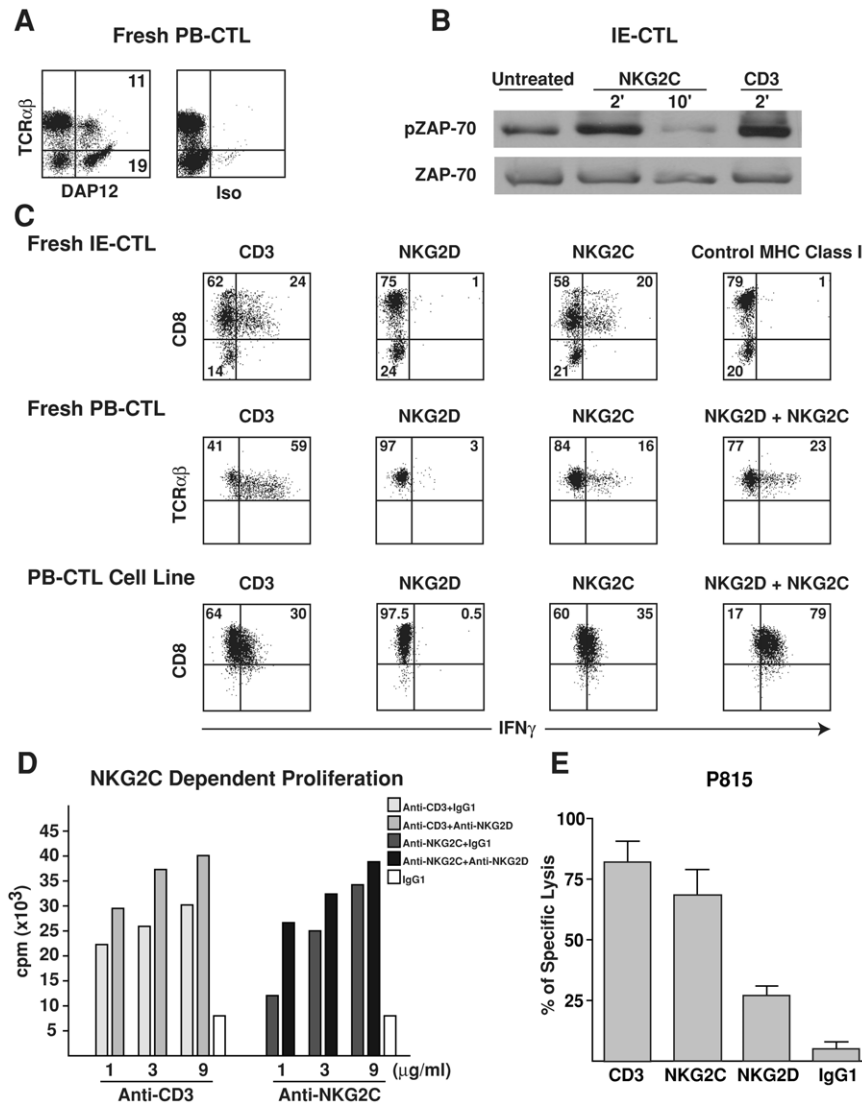 A
Fresh PB-CTL
TCRαβ
11
19
DAP12
Iso
B
IE-CTL
Untreated NKG2C CD3
2' 10' 2'
pZAP-70
ZAP-70
C
Fresh IE-CTL
CD3 NKG2D NKG2C Control MHC Class I
CD8
62 24 75 1 58 20 79 1
14 24 21 20
Fresh PB-CTL
CD3 NKG2D NKG2C NKG2D + NKG2C
TCRαβ
41 59 97 3 84 16 77 23
PB-CTL Cell Line
CD3 NKG2D NKG2C NKG2D + NKG2C
CD8
64 30 97.5 0.5 60 35 17 79
IFNγ
D
NKG2C Dependent Proliferation
Anti-CD3+IgG1
Anti-CD3+Anti-NKG2D
Anti-NKG2C+IgG1
Anti-NKG2C+Anti-NKG2D
IgG1
cpm (x10³)
45
40
35
30
25
20
15
10
5
1 3 9 1 3 9 (μg/ml)
Anti-CD3 Anti-NKG2C
E
P815
% of Specific Lysis
100
75
50
25
CD3 NKG2C NKG2D IgG1